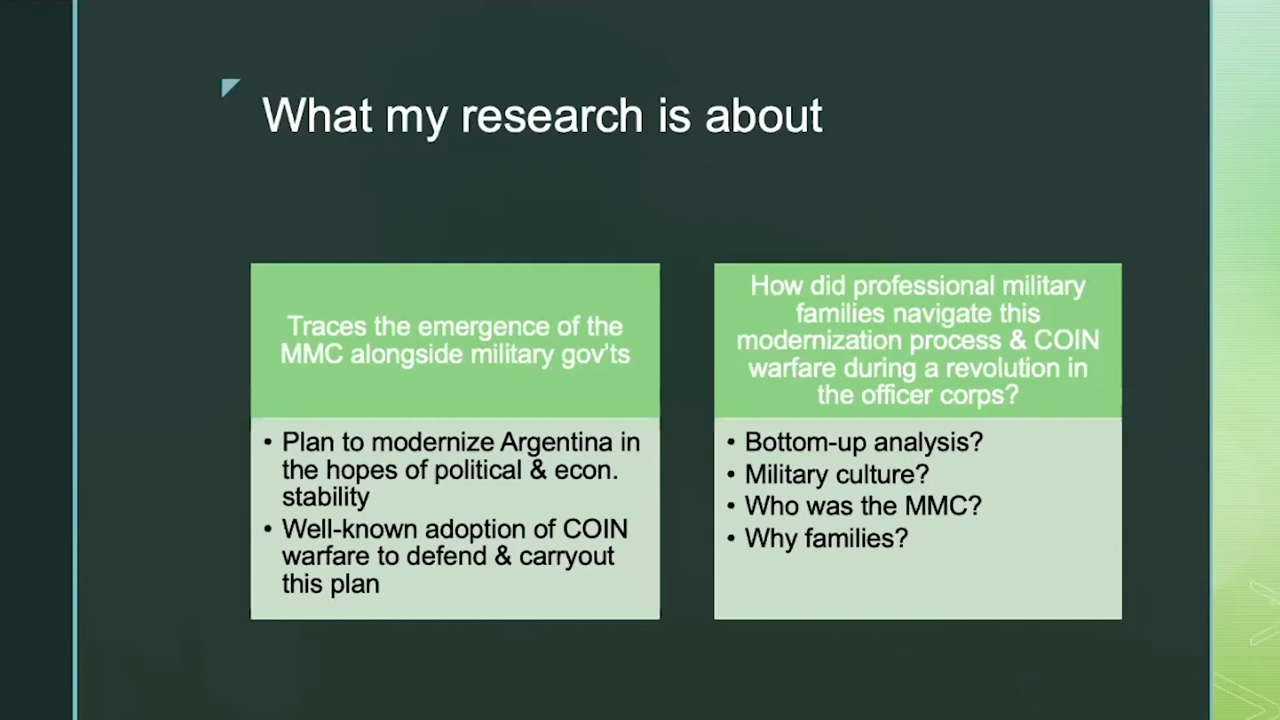 What my research is about
Traces the emergence of the
MMC alongside military gov'ts
• Plan to modernize Argentina in
the hopes of political & econ.
stability
• Well-known adoption of COIN
warfare to defend & carryout
this plan
How did professional military
families navigate this
modernization process & COIN
warfare during a revolution in
the officer corps?
• Bottom-up analysis?
• Military culture?
• Who was the MMC?
• Why families?